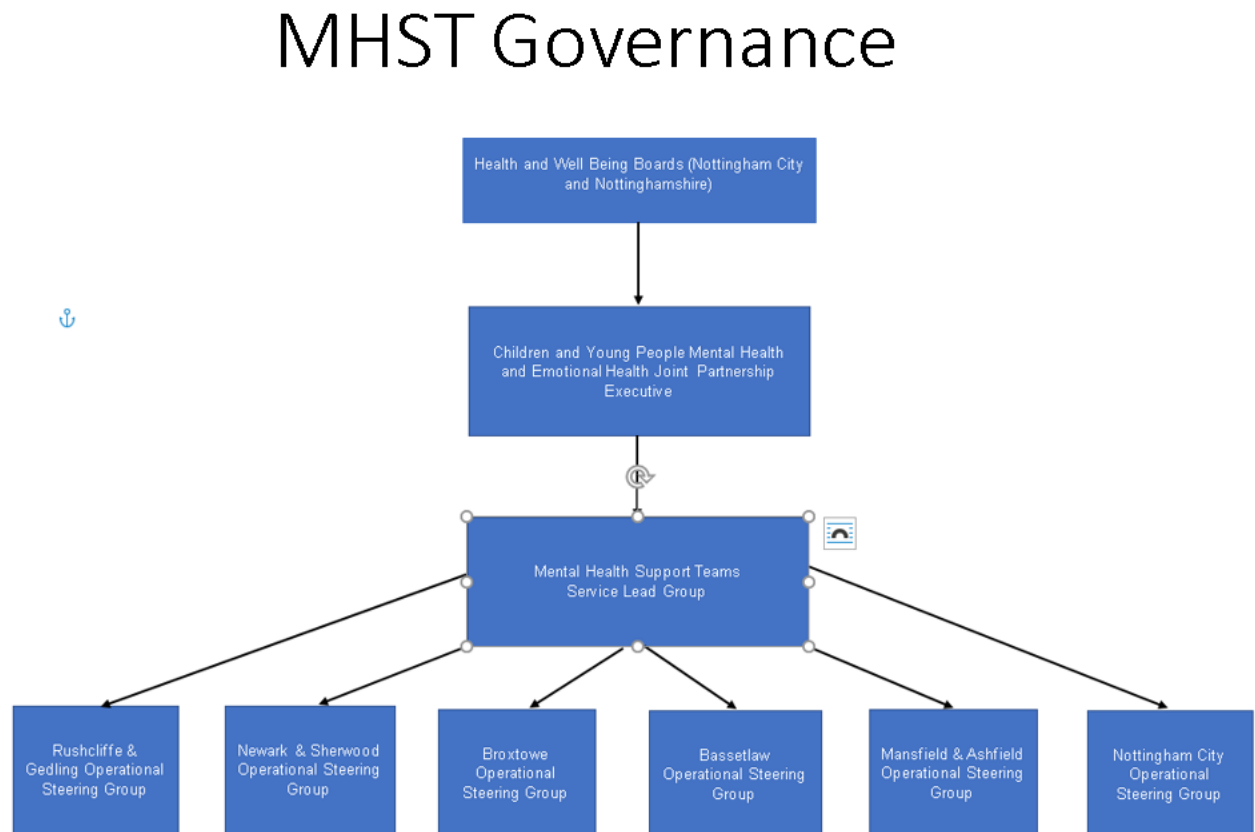 MHST Governance
Health and Well Being Boards (Nottingham City
and Nottinghamshire)
Children and Young People Mental Health
and Emotional Health Joint Partnership
Executive
Mental Health Support Teams
Service Lead Group
Rushcliffe &
Gedling Operational
Steering Group
Newark & Sherwood
Operational Steering
Group
Broxtowe
Operational
Steering Group
Bassetlaw
Operational Steering
Group
Mansfield & Ashfield
Operational Steering
Group
Nottingham City
Operational
Steering Group